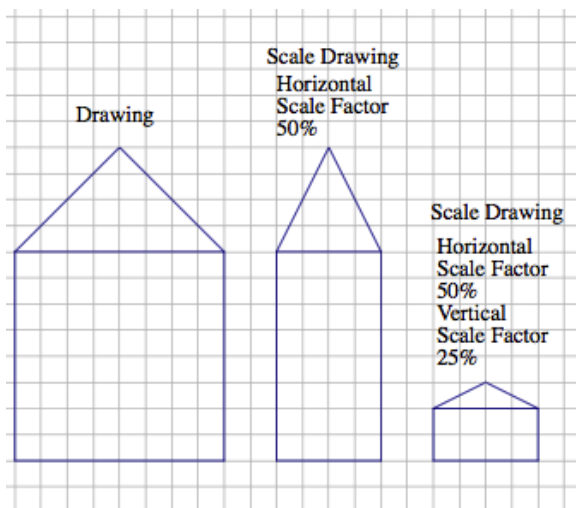 Drawing
Scale Drawing
Horizontal
Scale Factor
50%
Scale Drawing
Horizontal
Scale Factor
50%
Vertical
Scale Factor
25%